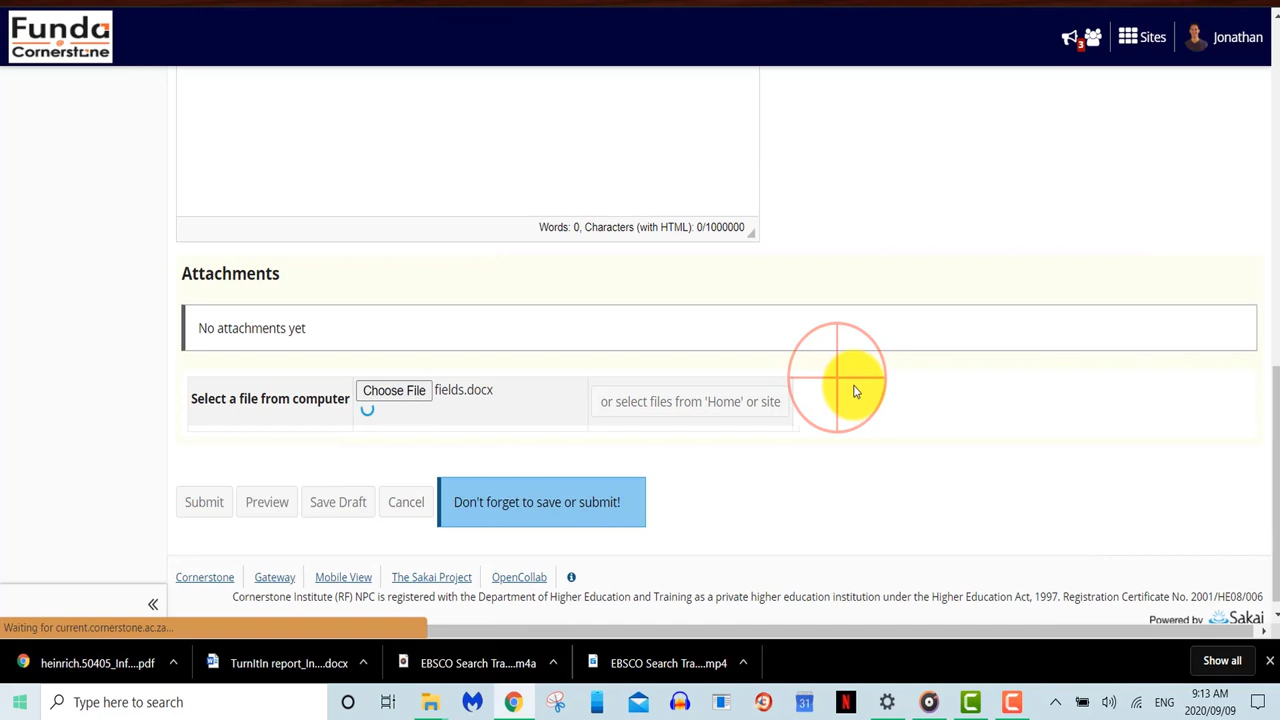 Funda
@
Cornerstone
3
Sites
Jonathan
Words: 0, Characters (with HTML): 0/1000000
Attachments
No attachments yet
Select a file from computer
Choose File fields.docx
or select files from 'Home' or site
Submit
Preview
Save Draft
Cancel
Don't forget to save or submit!
Cornerstone
Gateway
Mobile View
The Sakai Project
OpenCollab
Cornerstone Institute (RF) NPC is registered with the Department of Higher Education and Training as a private higher education institution under the Higher Education Act, 1997. Registration Certificate No. 2001/HE08/006
Powered by Sakai
Waiting for current.cornerstone.ac.za...
heinrich.50405_Inf....pdf
TurnItIn report_In....docx
EBSCO Search Tra....m4a
EBSCO Search Tra....mp4
Show all
Type here to search
31
N
ENG
9:13 AM
2020/09/09